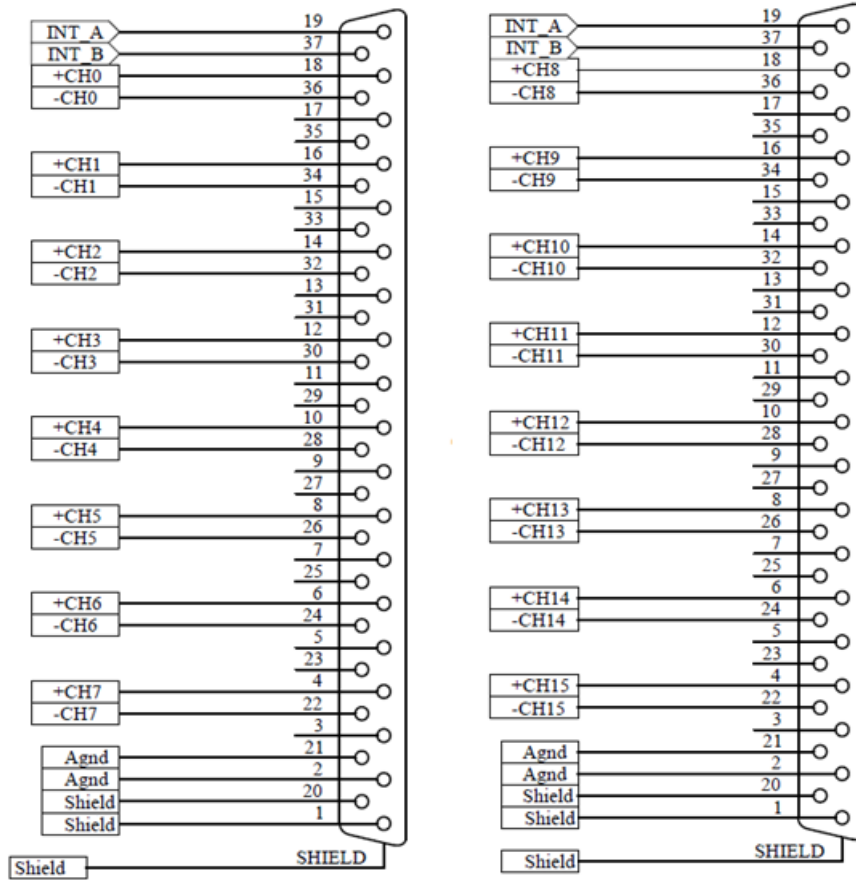 19
INT_A
37
INT_B
18
+CH0
36
-CH0
17
35
16
+CH1
34
-CH1
15
33
14
+CH2
32
-CH2
13
31
12
+CH3
30
-CH3
11
29
10
+CH4
28
-CH4
9
27
8
+CH5
26
-CH5
7
25
6
+CH6
24
-CH6
5
23
4
+CH7
22
-CH7
3
21
Agnd
2
Agnd
20
Shield
1
Shield
SHIELD
Shield
19
INT_A
37
INT_B
18
+CH8
36
-CH8
17
35
16
+CH9
34
-CH9
15
33
14
+CH10
32
-CH10
13
31
12
+CH11
30
-CH11
11
29
10
+CH12
28
-CH12
9
27
8
+CH13
26
-CH13
7
25
6
+CH14
24
-CH14
5
23
4
+CH15
22
-CH15
3
21
Agnd
2
Agnd
20
Shield
1
Shield
SHIELD
Shield